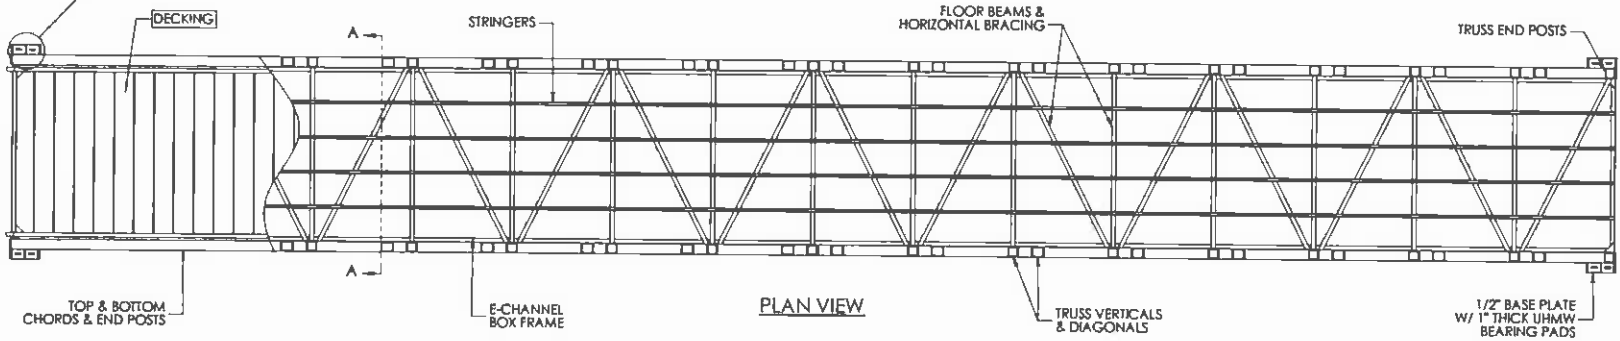 DECKING
A
STRINGERS
FLOOR BEAMS &
HORIZONTAL BRACING
TRUSS END POSTS
A
TOP & BOTTOM
CHORDS & END POSTS
E-CHANNEL
BOX FRAME
PLAN VIEW
TRUSS VERTICALS
& DIAGONALS
1/2" BASE PLATE
W/ 1" THICK UHMW
BEARING PADS